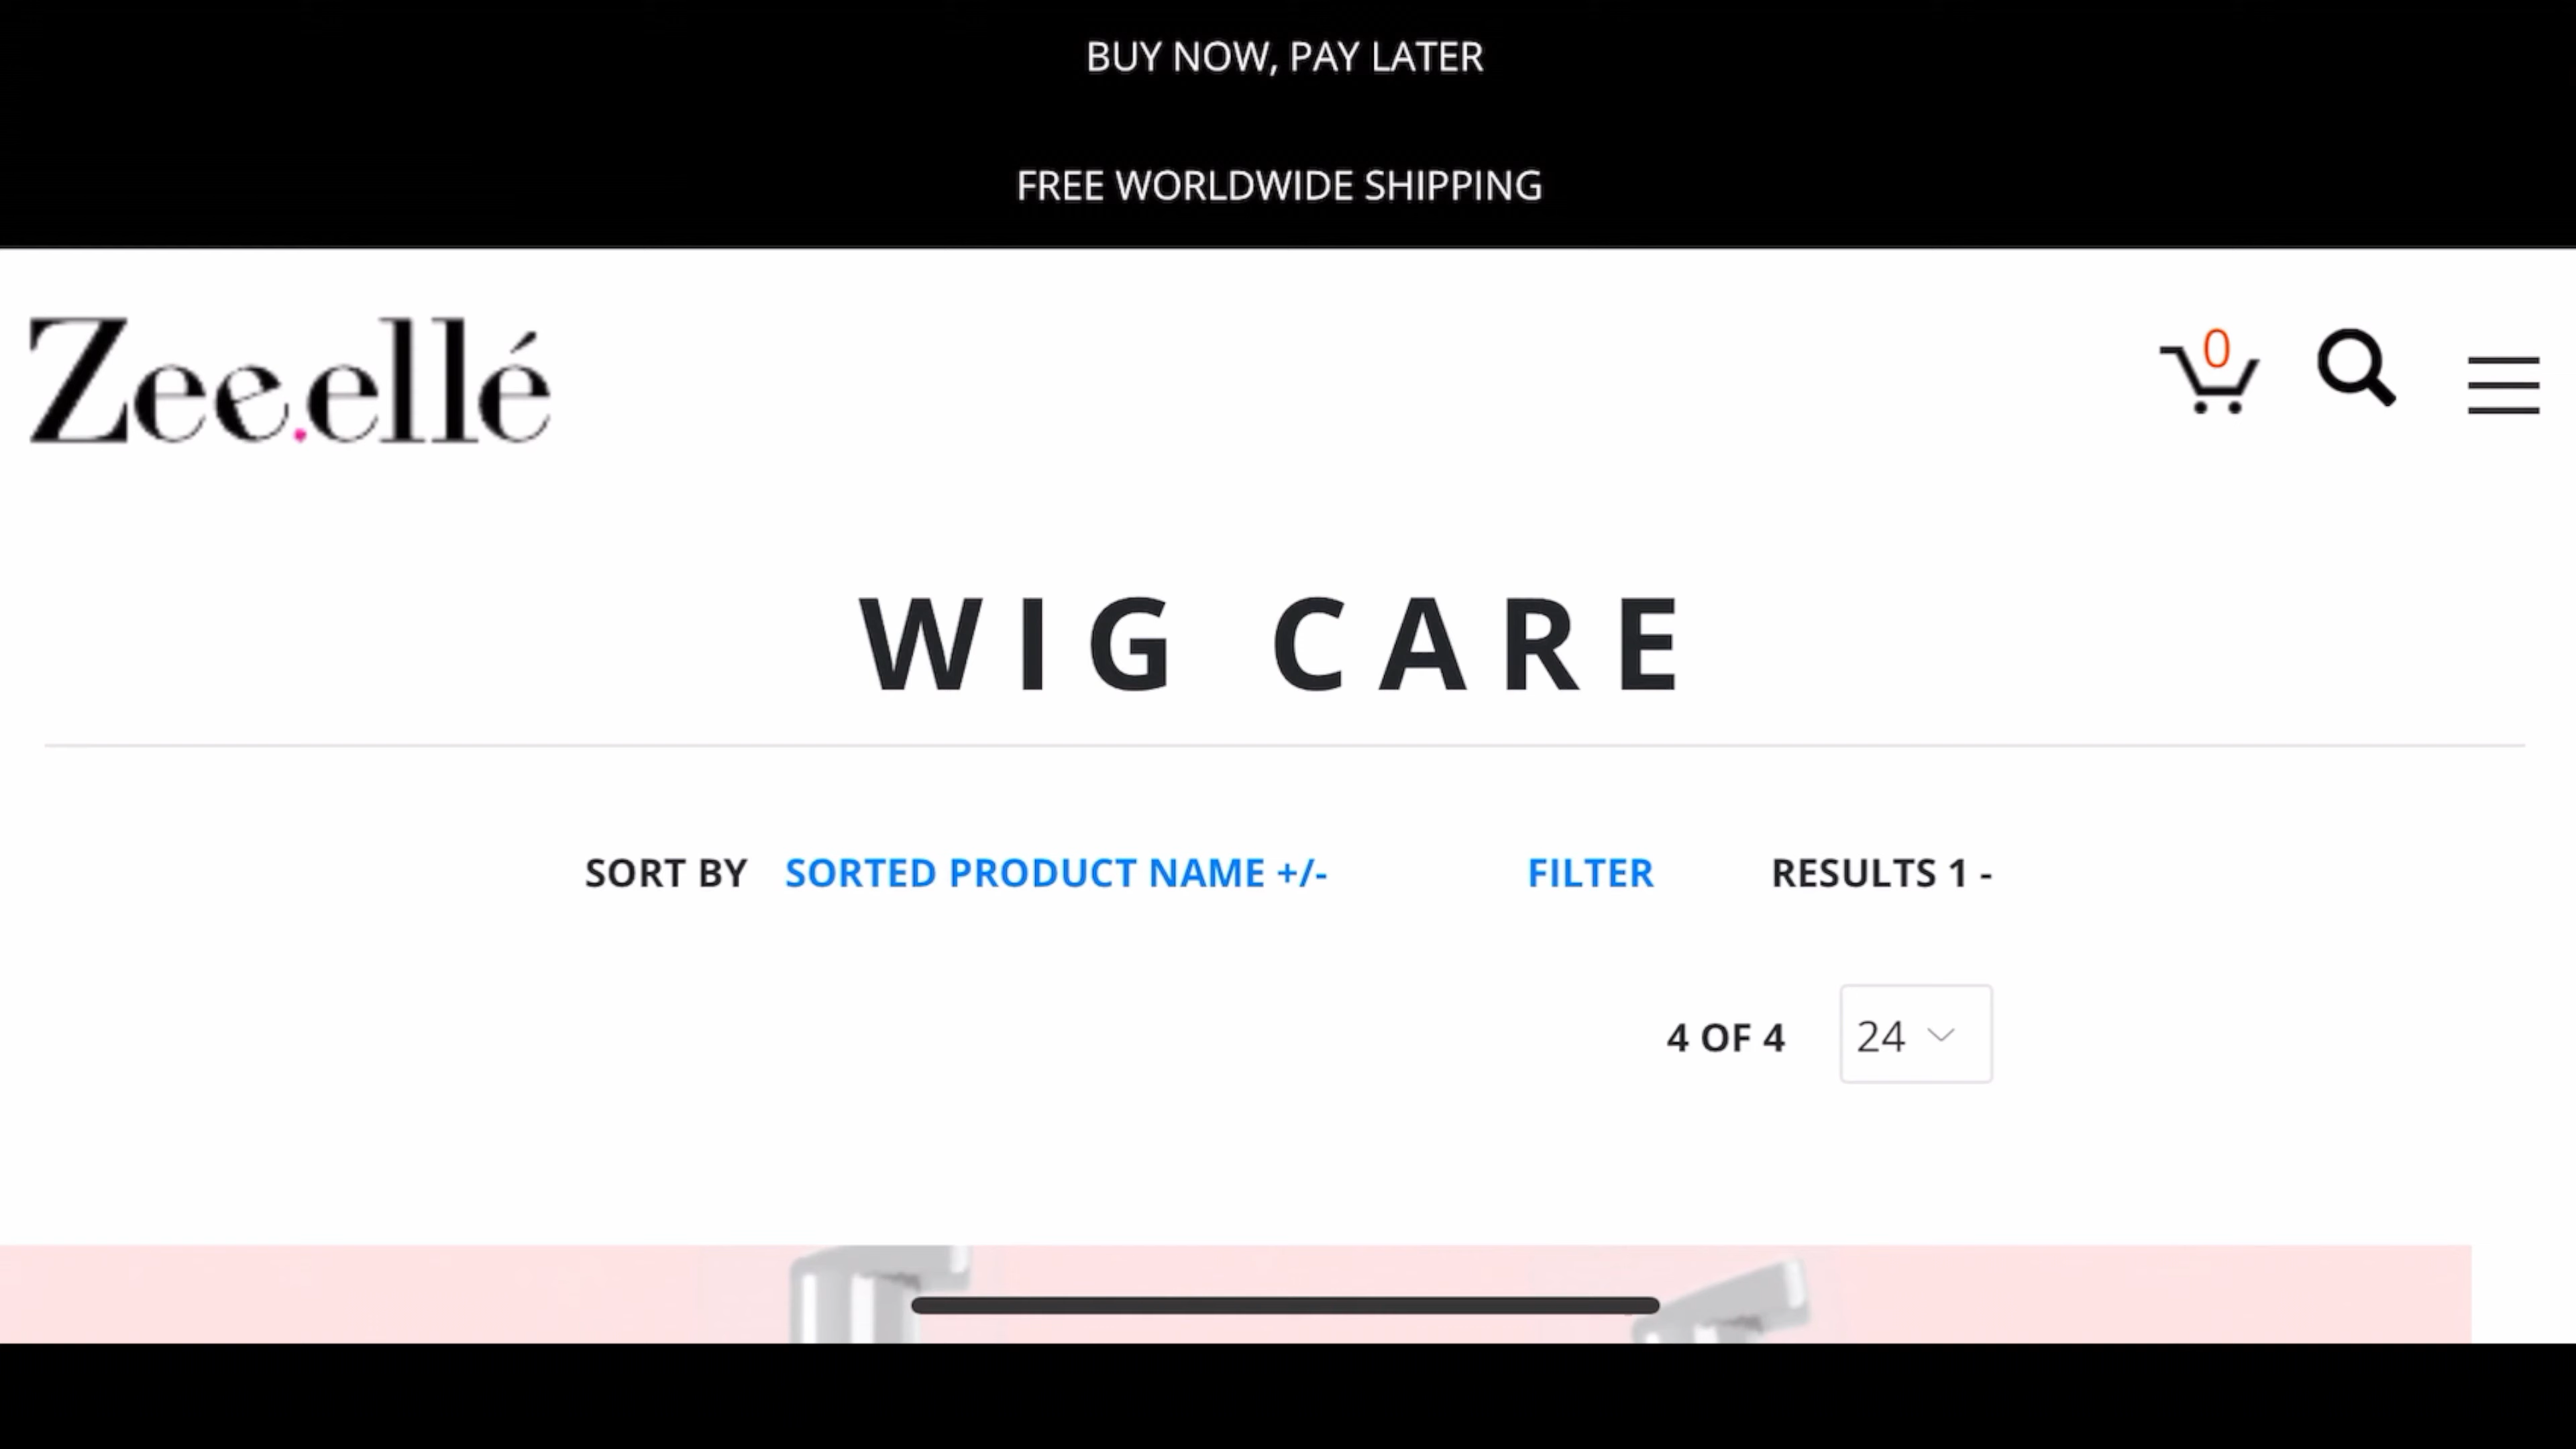 BUY NOW, PAY LATER
FREE WORLDWIDE SHIPPING
Zee.ellé
0
WIG CARE
SORT BY SORTED PRODUCT NAME +/- FILTER RESULTS 1 -
4 OF 4 24